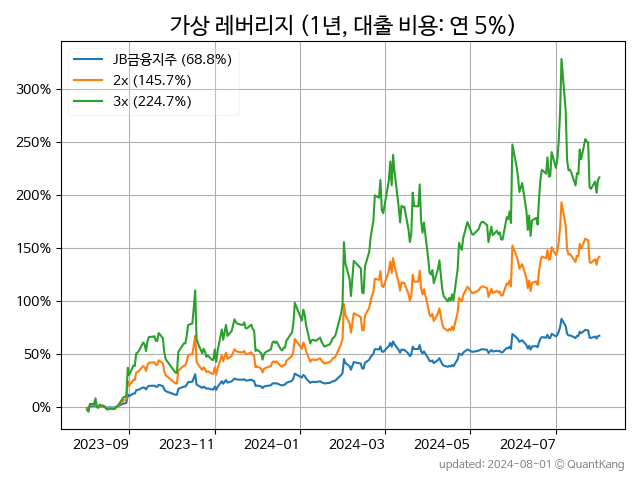 가상 레버리지 (1년, 대출 비용: 연 5%)
JB금융지주 (68.8%)
2x (145.7%)
3x (224.7%)
300%
250%
200%
150%
100%
50%
0%
2023-09 2023-11 2024-01 2024-03 2024-05 2024-07
updated: 2024-08-01 © QuantKang